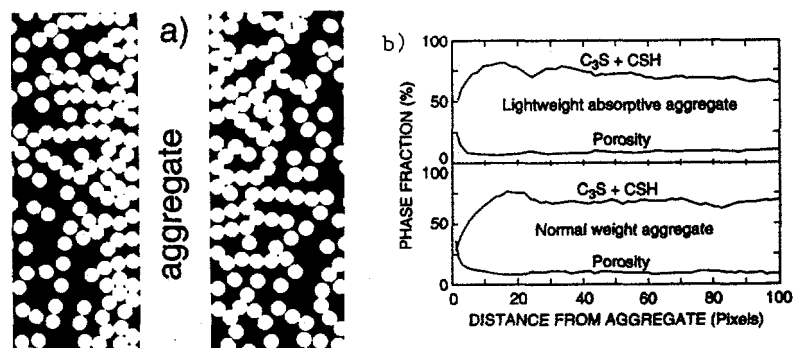 a)
aggregate
b)
100
C₃S + CSH
50
Lightweight absorptive aggregate
Porosity
0
100
C₃S + CSH
50
Normal weight aggregate
Porosity
0
PHASE FRACTION (%)
0 20 40 60 80 100
DISTANCE FROM AGGREGATE (Pixels)